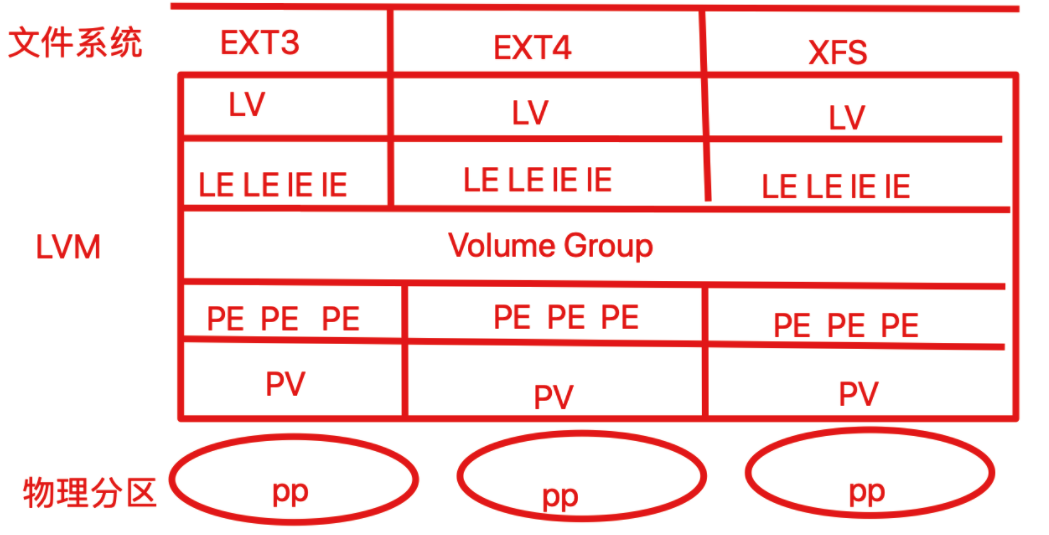 文件系统 EXT3 EXT4 XFS
LV LV LV
LE LE IE IE LE LE IE IE LE LE IE IE
LVM Volume Group
PE PE PE PE PE PE PE PE PE
PV PV PV
物理分区 pp pp pp